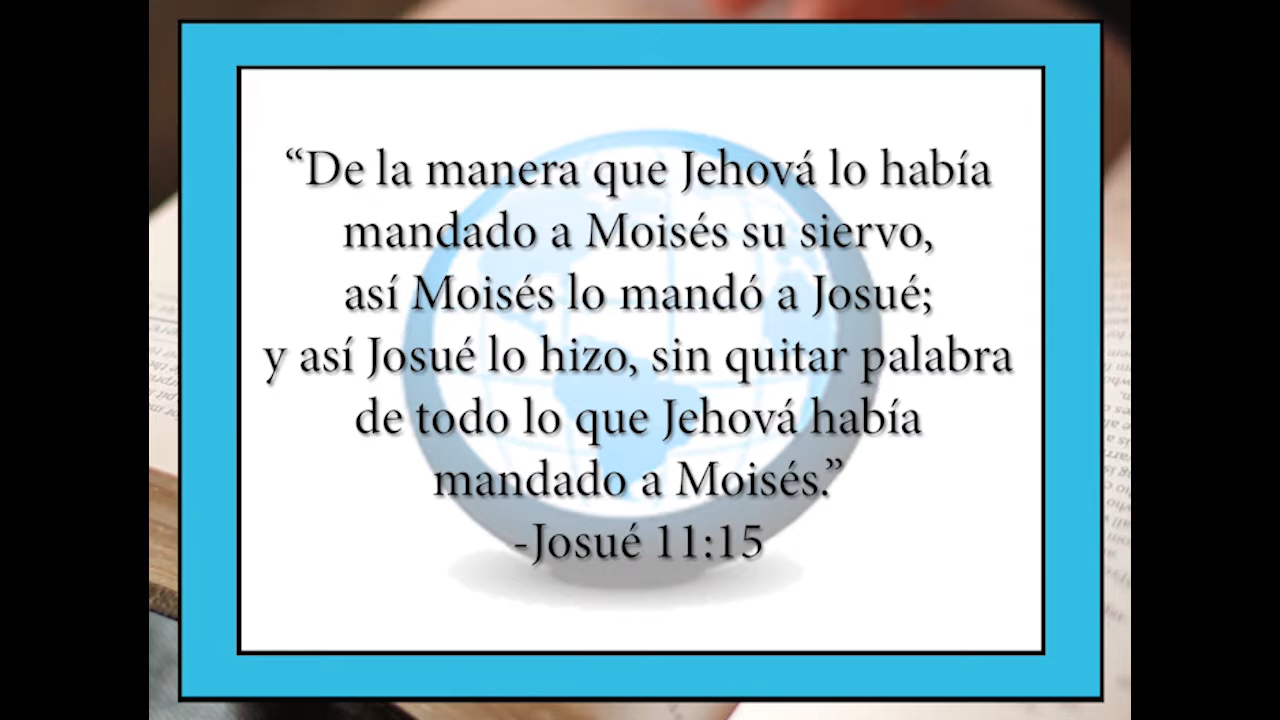 “De la manera que Jehová lo había
mandado a Moisés su siervo,
así Moisés lo mandó a Josué;
y así Josué lo hizo, sin quitar palabra
de todo lo que Jehová había
mandado a Moisés.”
-Josué 11:15